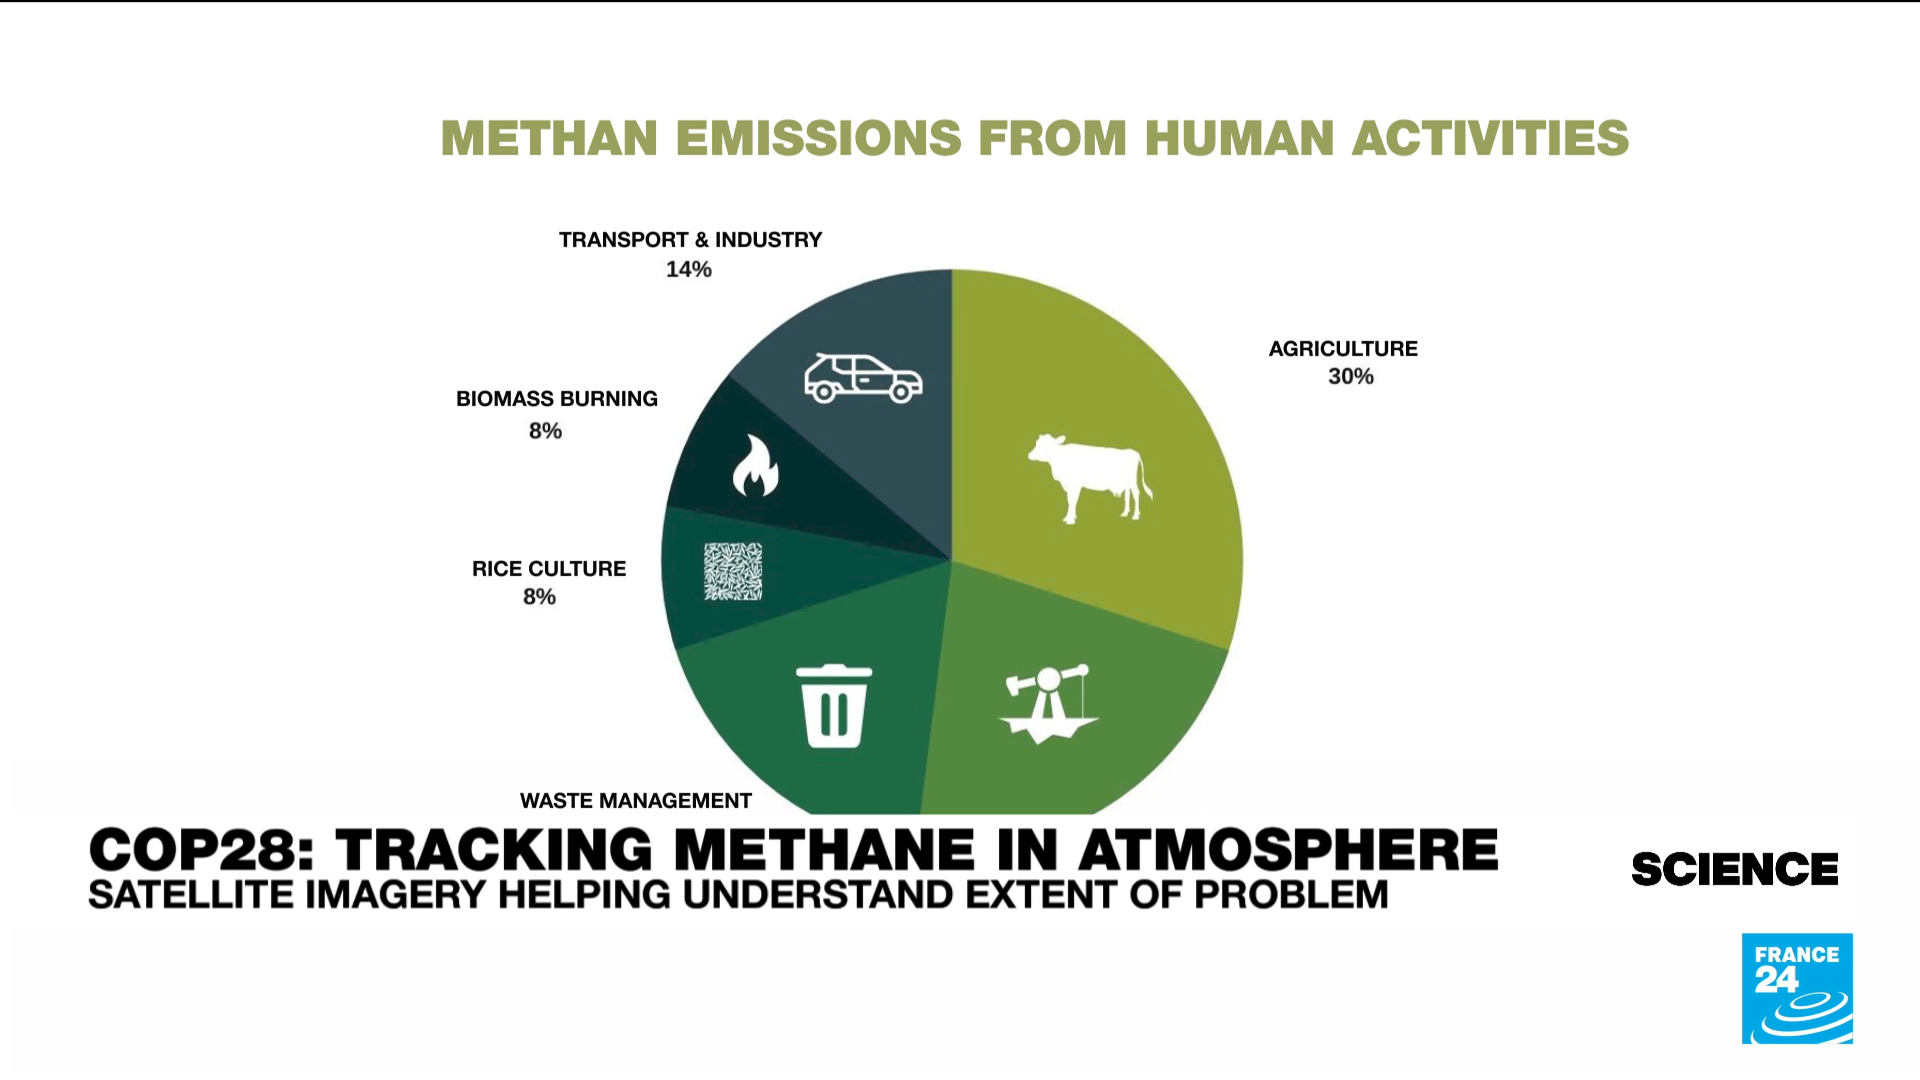 METHAN EMISSIONS FROM HUMAN ACTIVITIES
TRANSPORT & INDUSTRY
14%
AGRICULTURE
30%
BIOMASS BURNING
8%
RICE CULTURE
8%
WASTE MANAGEMENT
COP28: TRACKING METHANE IN ATMOSPHERE
SATELLITE IMAGERY HELPING UNDERSTAND EXTENT OF PROBLEM
SCIENCE
FRANCE
24